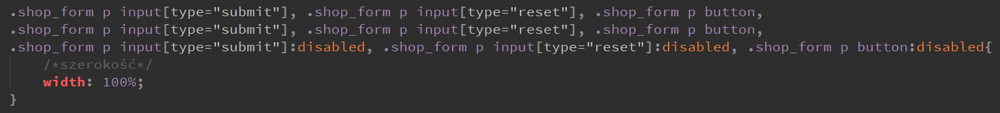 .shop_form p input[type="submit"], .shop_form p input[type="reset"], .shop_form p button,
.shop_form p input[type="submit"], .shop_form p input[type="reset"], .shop_form p button,
.shop_form p input[type="submit"]:disabled, .shop_form p input[type="reset"]:disabled, .shop_form p button:disabled{
    /*szerokość*/
    width: 100%;
}